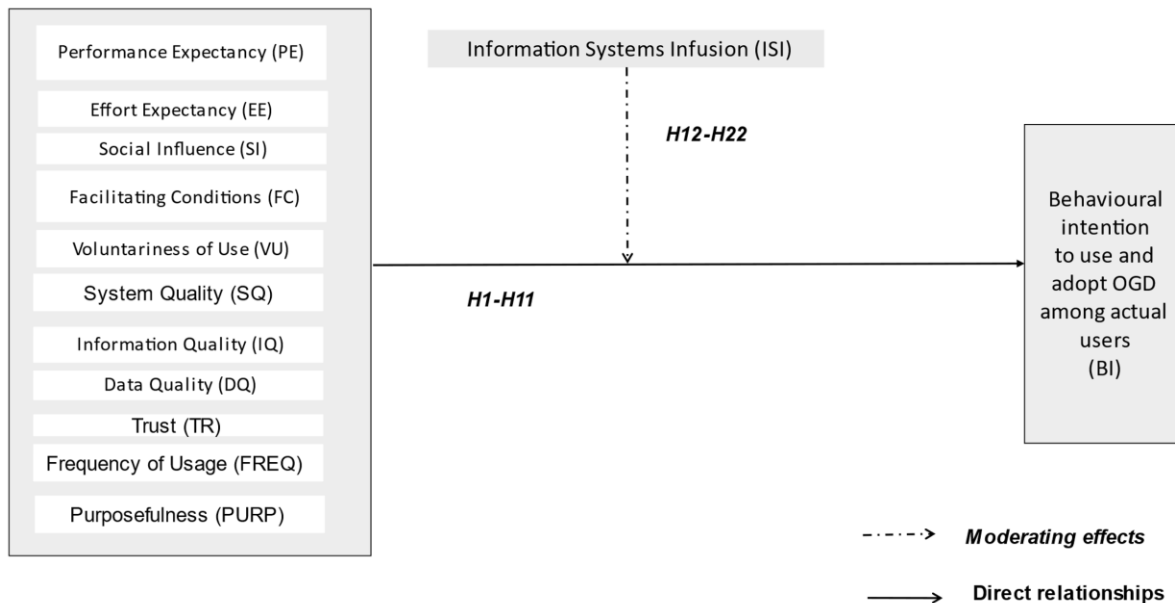 Performance Expectancy (PE)
Effort Expectancy (EE)
Social Influence (SI)
Facilitating Conditions (FC)
Voluntariness of Use (VU)
System Quality (SQ)
Information Quality (IQ)
Data Quality (DQ)
Trust (TR)
Frequency of Usage (FREQ)
Purposefulness (PURP)
Information Systems Infusion (ISI)
H12-H22
H1-H11
Behavioural
intention
to use and
adopt OGD
among actual
users
(BI)
Moderating effects
Direct relationships